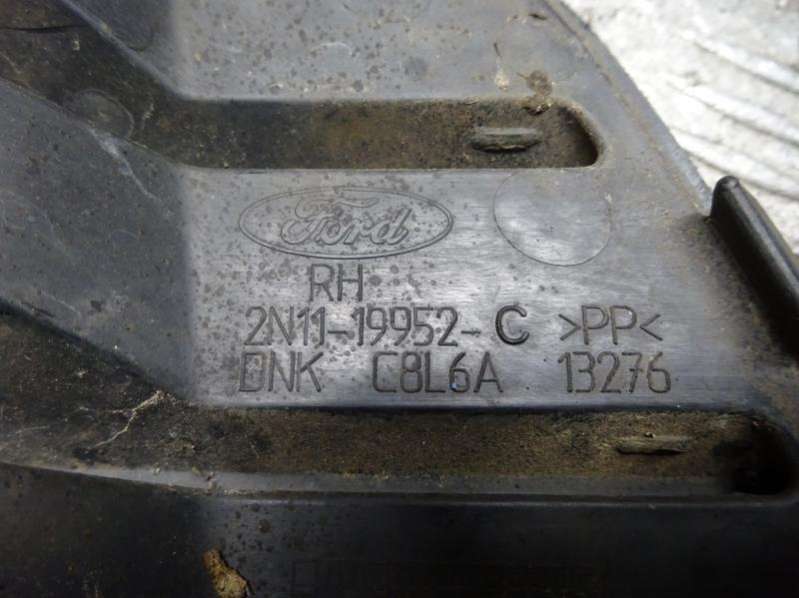 Ford
RH
2N11-19952-C >PP<
DNK C8L6A 13276